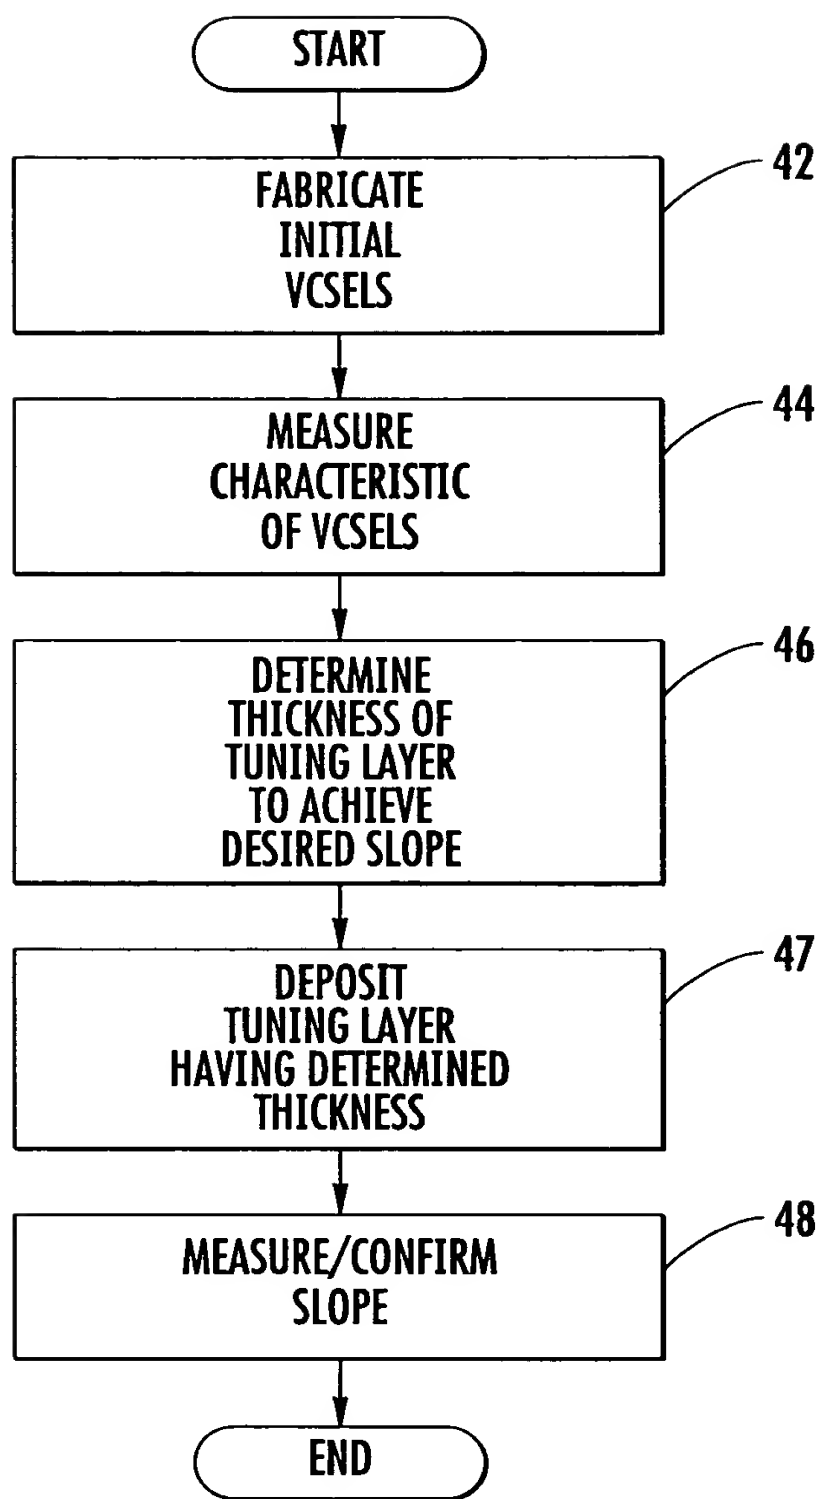 START
42
FABRICATE
INITIAL
VCSELS
44
MEASURE
CHARACTERISTIC
OF VCSELS
46
DETERMINE
THICKNESS OF
TUNING LAYER
TO ACHIEVE
DESIRED SLOPE
47
DEPOSIT
TUNING LAYER
HAVING DETERMINED
THICKNESS
48
MEASURE/CONFIRM
SLOPE
END